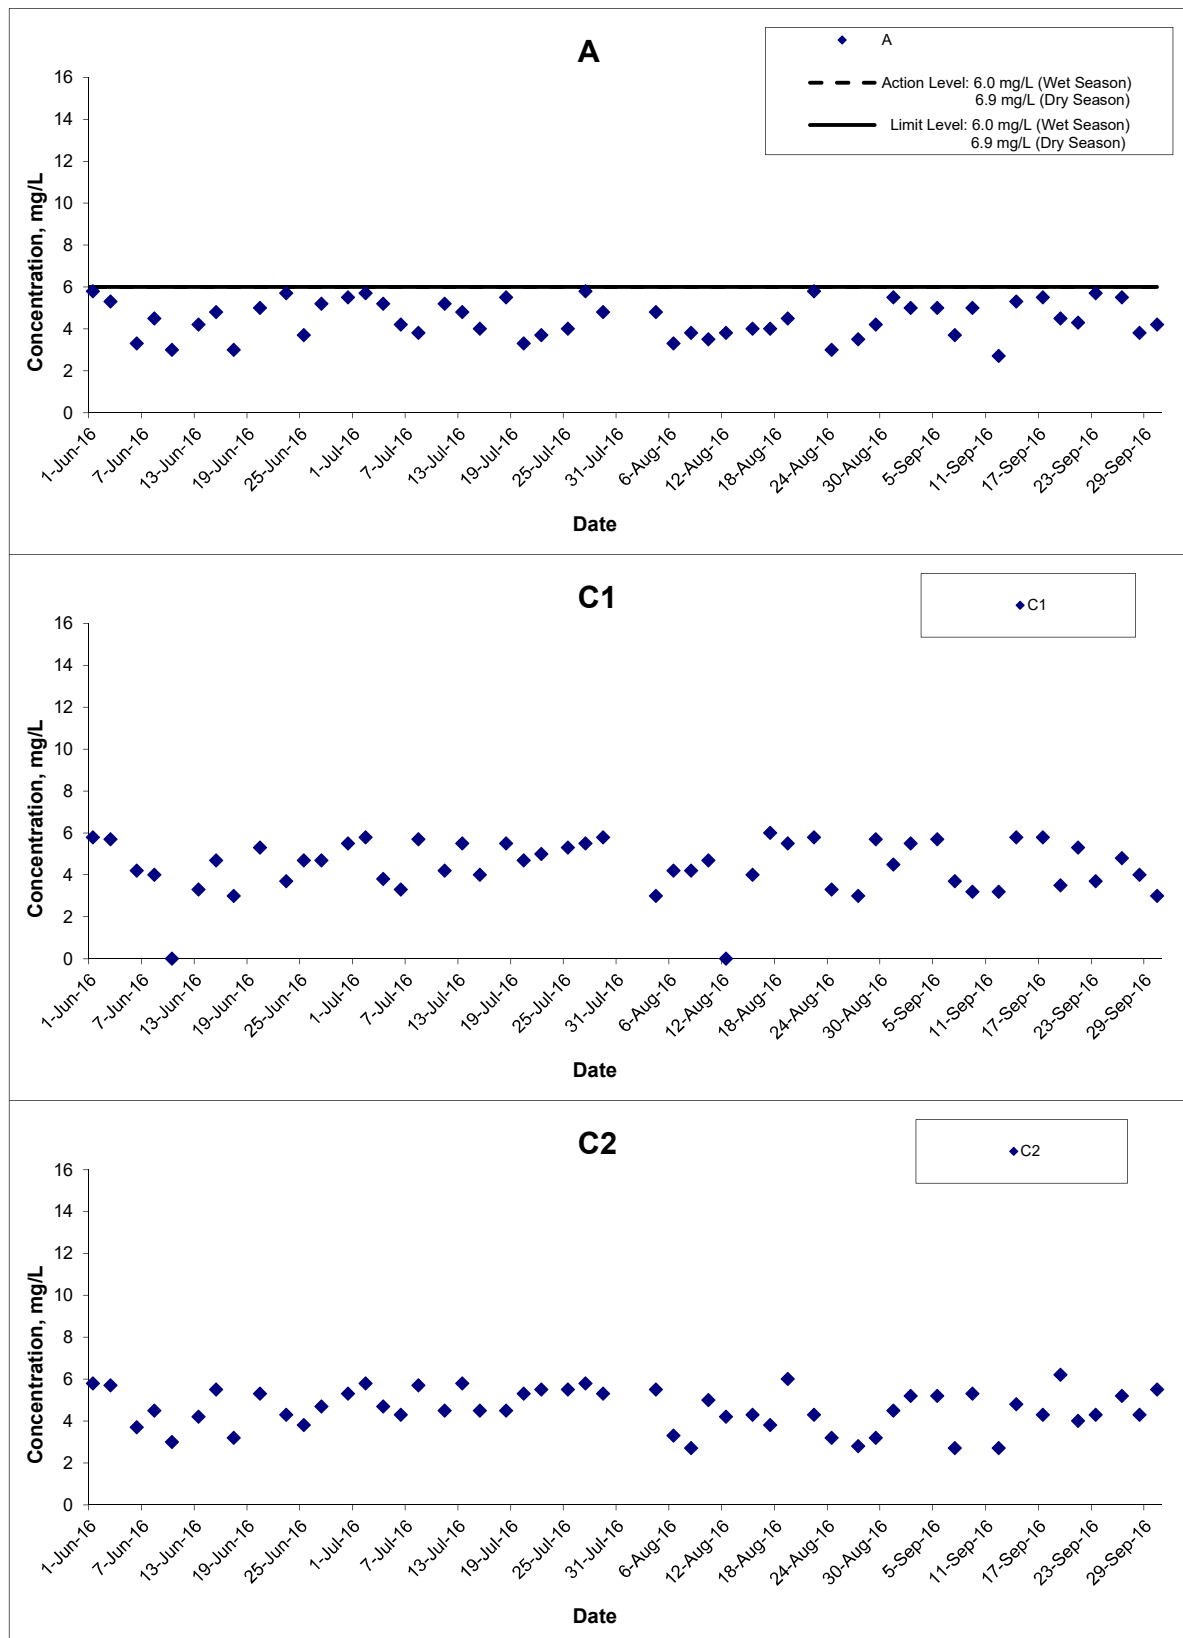 A
A
Action Level: 6.0 mg/L (Wet Season)
6.9 mg/L (Dry Season)
Limit Level: 6.0 mg/L (Wet Season)
6.9 mg/L (Dry Season)
Concentration, mg/L
16
14
12
10
8
6
4
2
0
1-Jun-16
7-Jun-16
13-Jun-16
19-Jun-16
25-Jun-16
1-Jul-16
7-Jul-16
13-Jul-16
19-Jul-16
25-Jul-16
31-Jul-16
6-Aug-16
12-Aug-16
18-Aug-16
24-Aug-16
30-Aug-16
5-Sep-16
11-Sep-16
17-Sep-16
23-Sep-16
29-Sep-16
Date
C1
C1
Concentration, mg/L
16
14
12
10
8
6
4
2
0
1-Jun-16
7-Jun-16
13-Jun-16
19-Jun-16
25-Jun-16
1-Jul-16
7-Jul-16
13-Jul-16
19-Jul-16
25-Jul-16
31-Jul-16
6-Aug-16
12-Aug-16
18-Aug-16
24-Aug-16
30-Aug-16
5-Sep-16
11-Sep-16
17-Sep-16
23-Sep-16
29-Sep-16
Date
C2
C2
Concentration, mg/L
16
14
12
10
8
6
4
2
0
1-Jun-16
7-Jun-16
13-Jun-16
19-Jun-16
25-Jun-16
1-Jul-16
7-Jul-16
13-Jul-16
19-Jul-16
25-Jul-16
31-Jul-16
6-Aug-16
12-Aug-16
18-Aug-16
24-Aug-16
30-Aug-16
5-Sep-16
11-Sep-16
17-Sep-16
23-Sep-16
29-Sep-16
Date